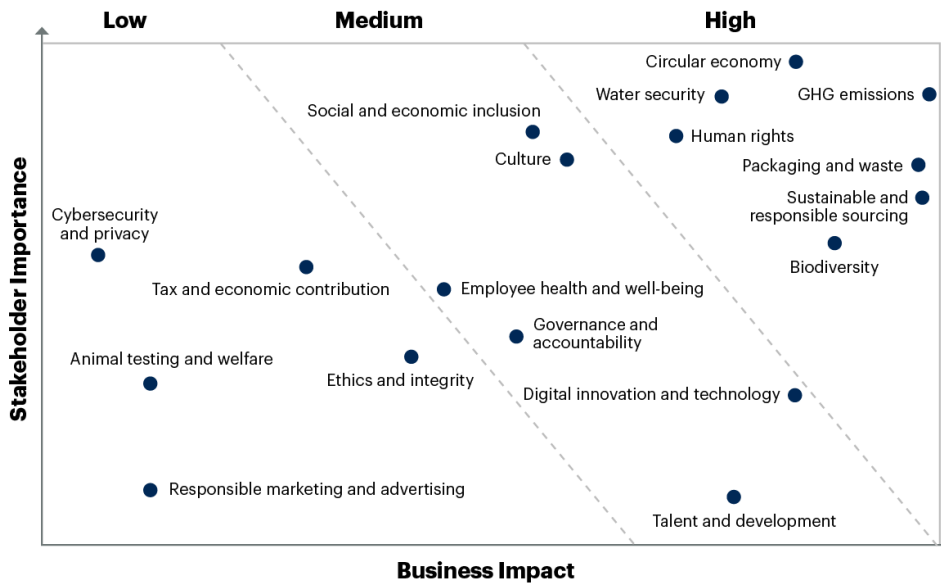 Low
Medium
High
Circular economy
Water security
GHG emissions
Social and economic inclusion
Human rights
Culture
Packaging and waste
Sustainable and
responsible sourcing
Cybersecurity
and privacy
Biodiversity
Tax and economic contribution
Employee health and well-being
Governance and
accountability
Animal testing and welfare
Ethics and integrity
Digital innovation and technology
Responsible marketing and advertising
Talent and development
Stakeholder Importance
Business Impact